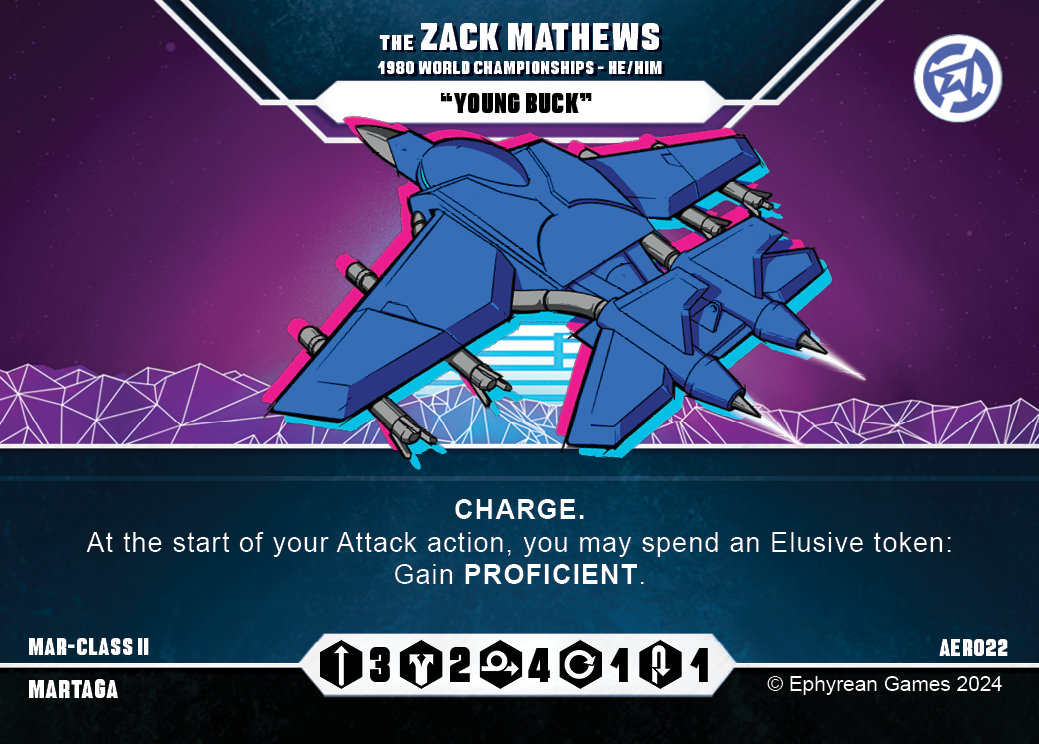 THE ZACK MATHEWS
1980 WORLD CHAMPIONSHIPS - HE/HIM
“YOUNG BUCK”
CHARGE.
At the start of your Attack action, you may spend an Elusive token:
Gain PROFICIENT.
MAR-CLASS II
AER022
3 2 4 1 1
MARTAGA
© Ephyrean Games 2024